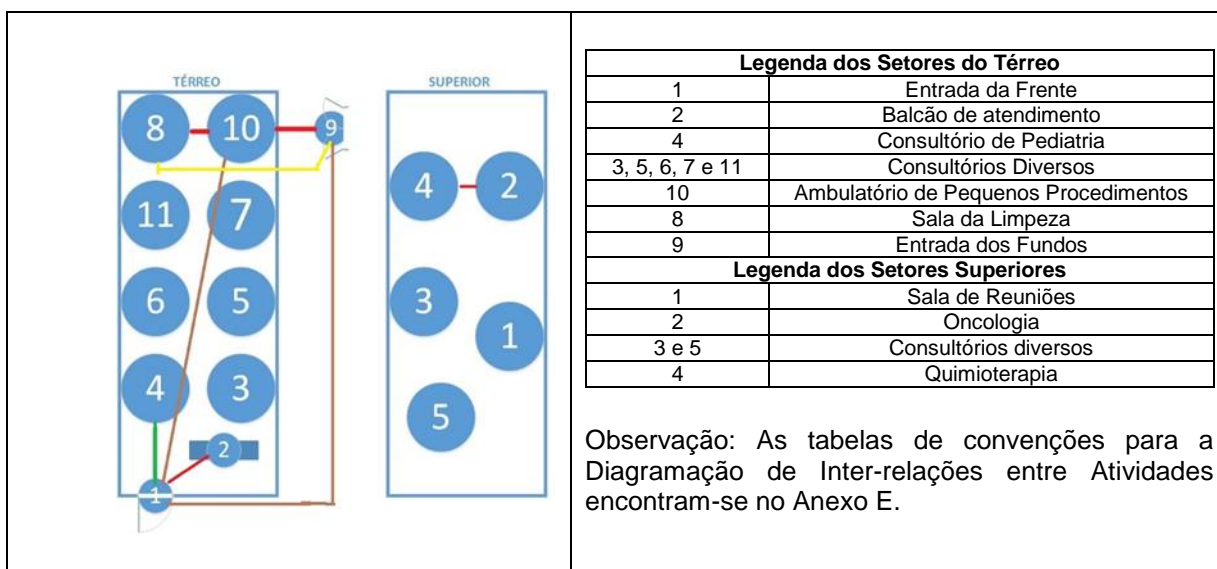 TÉRREO
SUPERIOR
8
10
9
11
7
6
5
4
3
2
1
4
2
3
1
5
Legenda dos Setores do Térreo
1 Entrada da Frente
2 Balcão de atendimento
4 Consultório de Pediatria
3, 5, 6, 7 e 11 Consultórios Diversos
10 Ambulatório de Pequenos Procedimentos
8 Sala da Limpeza
9 Entrada dos Fundos
Legenda dos Setores Superiores
1 Sala de Reuniões
2 Oncologia
3 e 5 Consultórios diversos
4 Quimioterapia
Observação: As tabelas de convenções para a
Diagramação de Inter-relações entre Atividades
encontram-se no Anexo E.